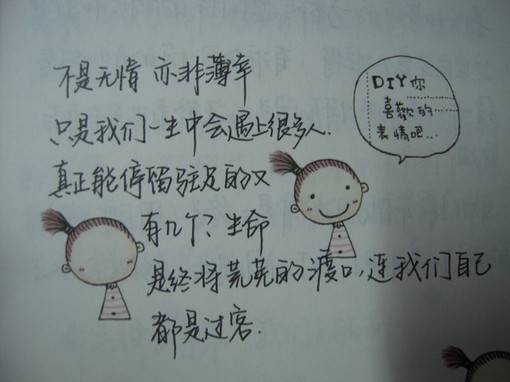 不是无情 亦非薄幸
只是我们一生中会遇上很多人.
真正能停留驻足的又
有几个? 生命
是终将荒芜的渡口,连我们自己
都是过客.
DIY你
喜歡的
表情吧...